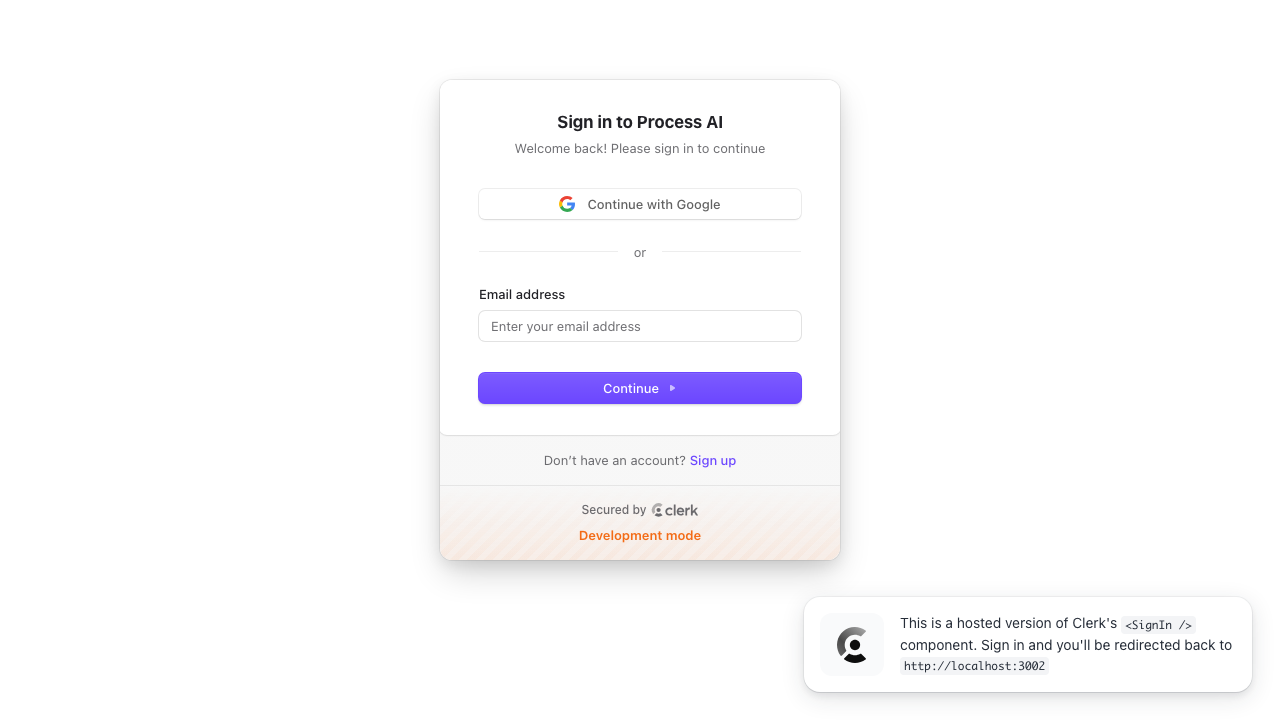 Sign in to Process AI
Welcome back! Please sign in to continue
Continue with Google
or
Email address
Enter your email address
Continue
Don’t have an account? Sign up
Secured by clerk
Development mode
This is a hosted version of Clerk's <SignIn />
component. Sign in and you'll be redirected back to
http://localhost:3002